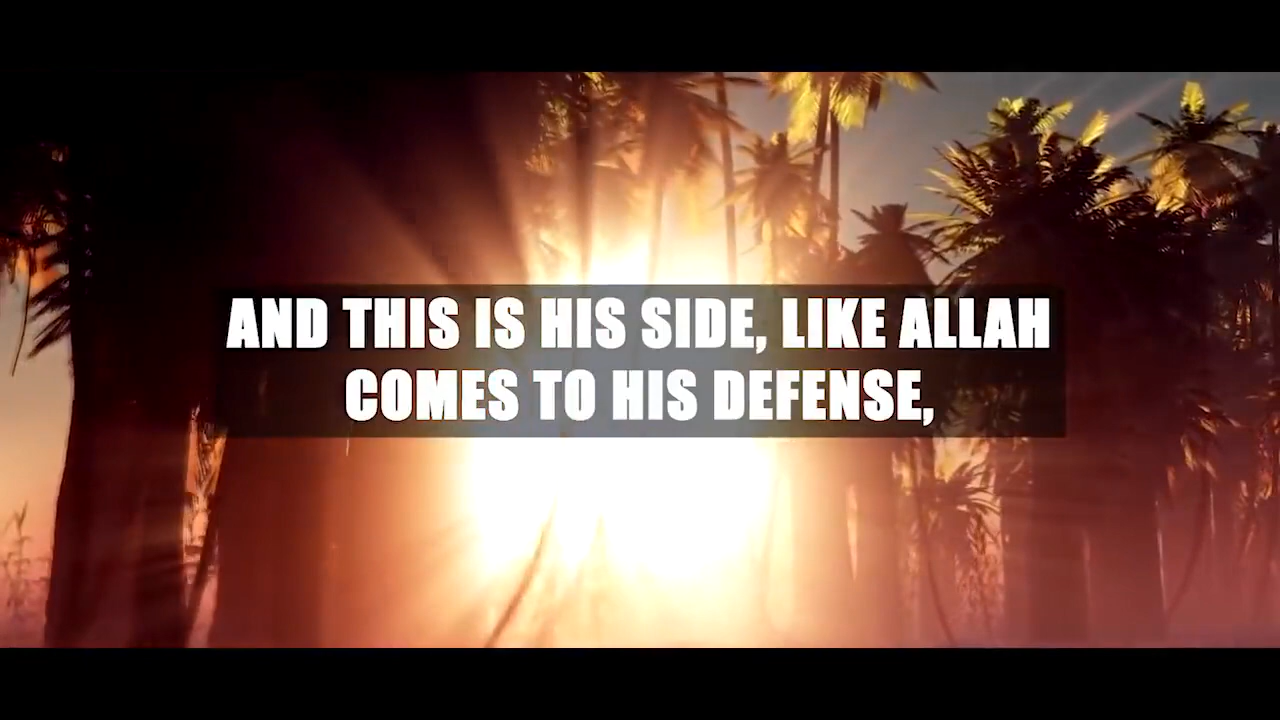 AND THIS IS HIS SIDE, LIKE ALLAH
COMES TO HIS DEFENSE,